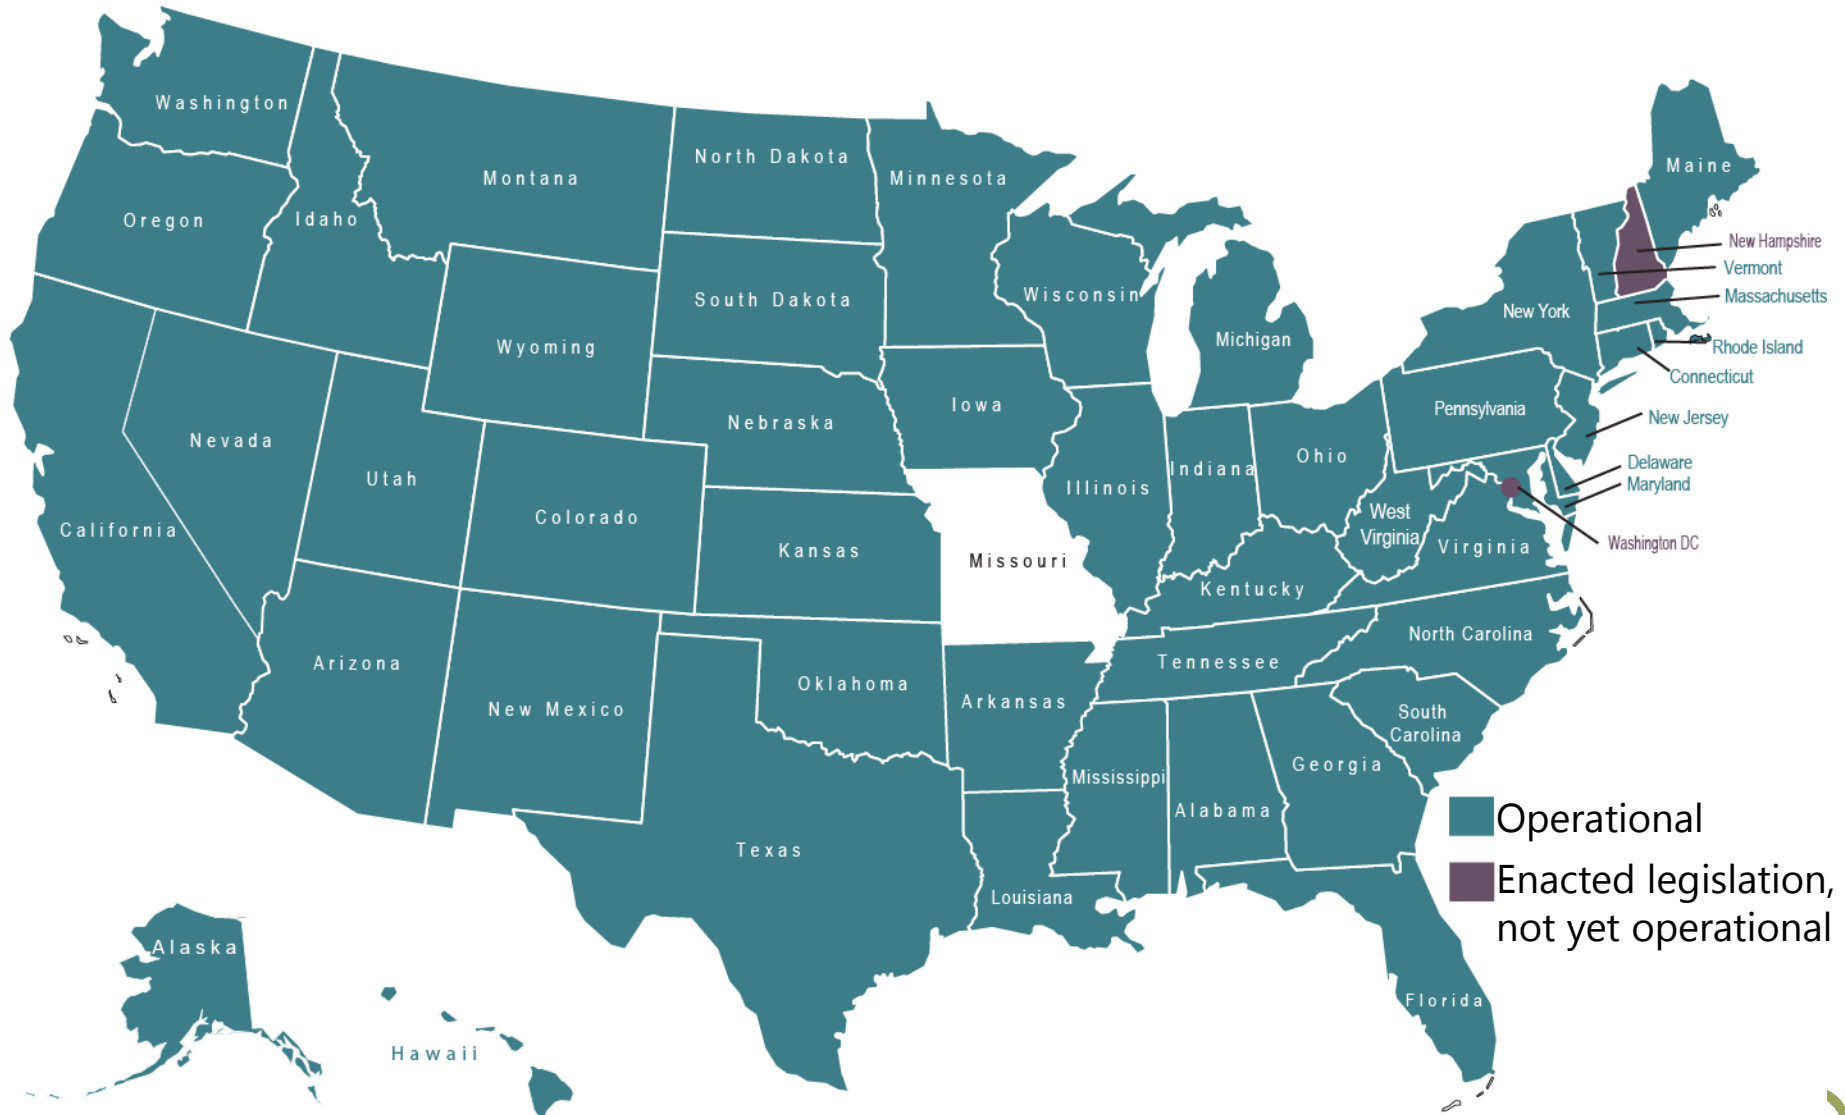 Washington
Montana
North Dakota
Minnesota
Maine
Oregon
Idaho
New Hampshire
Vermont
Massachusetts
South Dakota
Wisconsin
New York
Wyoming
Michigan
Rhode Island
Connecticut
Iowa
Pennsylvania
New Jersey
Nebraska
Nevada
Utah
Ohio
Indiana
Illinois
Delaware
Maryland
Colorado
California
Kansas
Missouri
West
Virginia
Virginia
Washington DC
Kentucky
North Carolina
Arizona
Tennessee
Oklahoma
New Mexico
Arkansas
South
Carolina
Georgia
Mississippi
Alabama
Operational
Texas
Louisiana
Enacted legislation,
not yet operational
Alaska
Florida
Hawaii